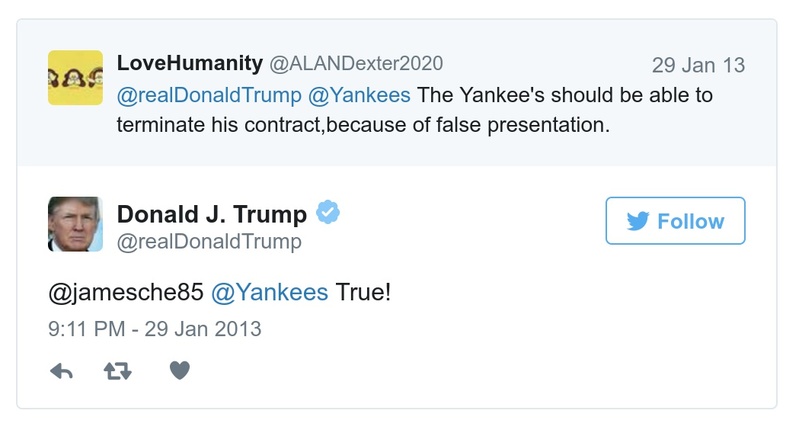 LoveHumanity @ALANDexter2020 29 Jan 13
@realDonaldTrump @Yankees The Yankee's should be able to
terminate his contract,because of false presentation.
Donald J. Trump
@realDonaldTrump
Follow
@jamesche85 @Yankees True!
9:11 PM - 29 Jan 2013